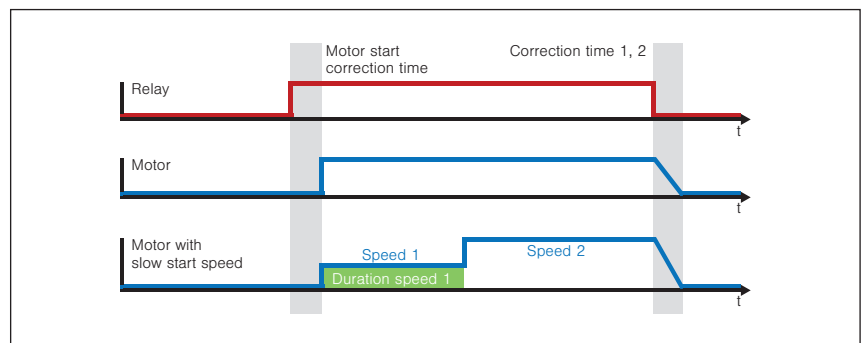 Motor start
correction time
Correction time 1, 2
Relay
t
Motor
t
Motor with
slow start speed
Speed 1
Speed 2
Duration speed 1
t